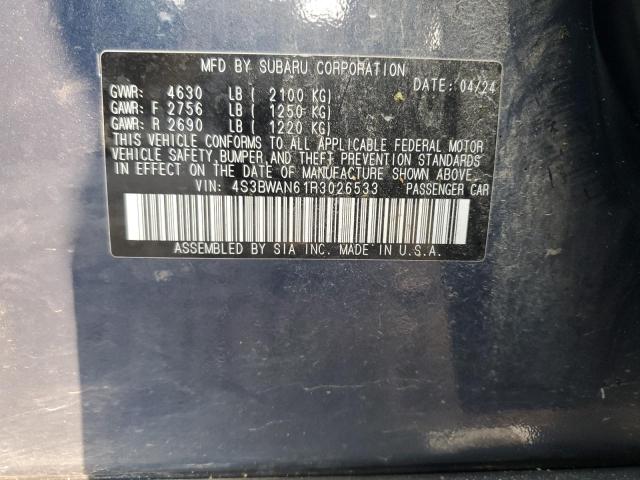 MFD BY SUBARU CORPORATION
DATE: 04/24
GVWR: 4630 LB ( 2100 KG)
GAWR: F 2756 LB ( 1250 KG)
GAWR: R 2690 LB ( 1220 KG)
THIS VEHICLE CONFORMS TO ALL APPLICABLE FEDERAL MOTOR
VEHICLE SAFETY, BUMPER, AND THEFT PREVENTION STANDARDS
IN EFFECT ON THE DATE OF MANUFACTURE SHOWN ABOVE.
VIN: 4S3BWAN61R3026533 PASSENGER CAR
ASSEMBLED BY SIA INC. MADE IN U.S.A.